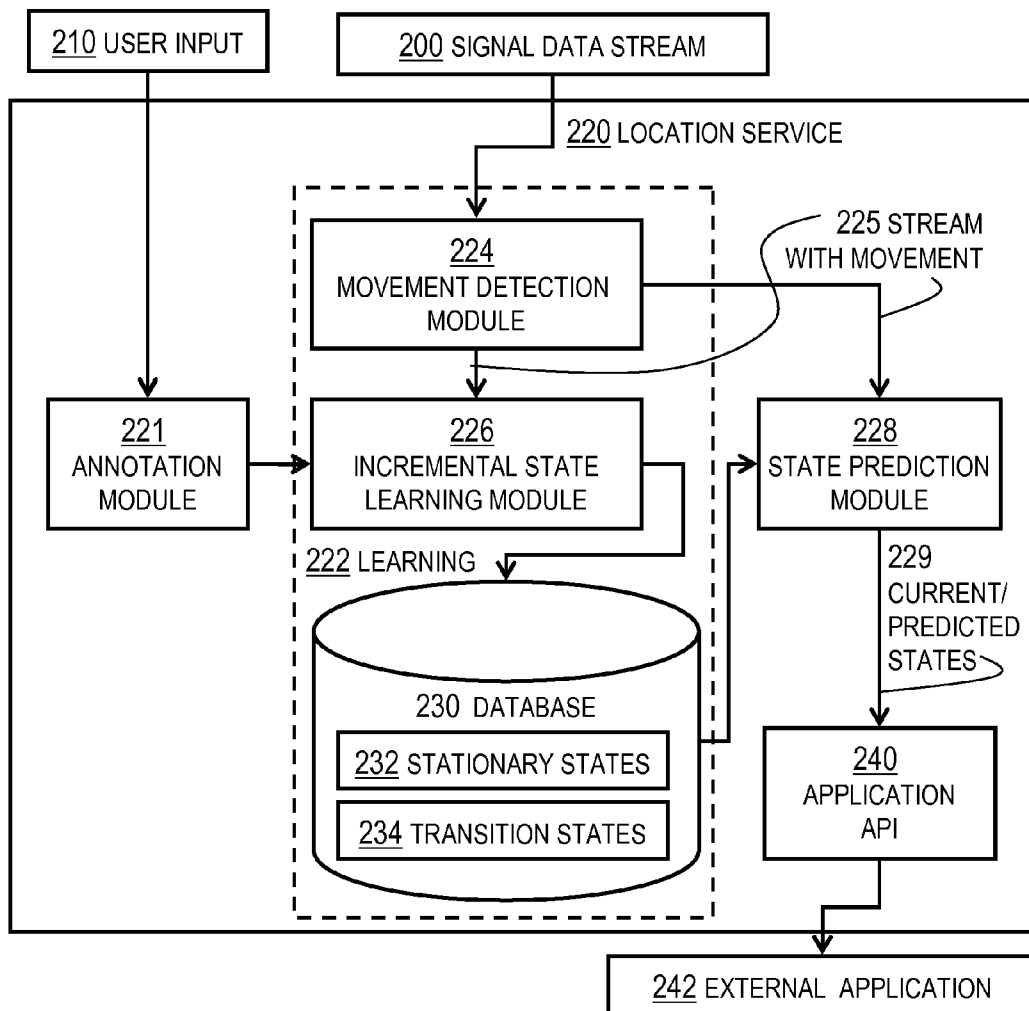 210 USER INPUT
200 SIGNAL DATA STREAM
220 LOCATION SERVICE
225 STREAM
WITH MOVEMENT
224
MOVEMENT DETECTION
MODULE
221
ANNOTATION
MODULE
226
INCREMENTAL STATE
LEARNING MODULE
228
STATE PREDICTION
MODULE
222 LEARNING
229
CURRENT/
PREDICTED
STATES
230 DATABASE
232 STATIONARY STATES
234 TRANSITION STATES
240
APPLICATION
API
242 EXTERNAL APPLICATION